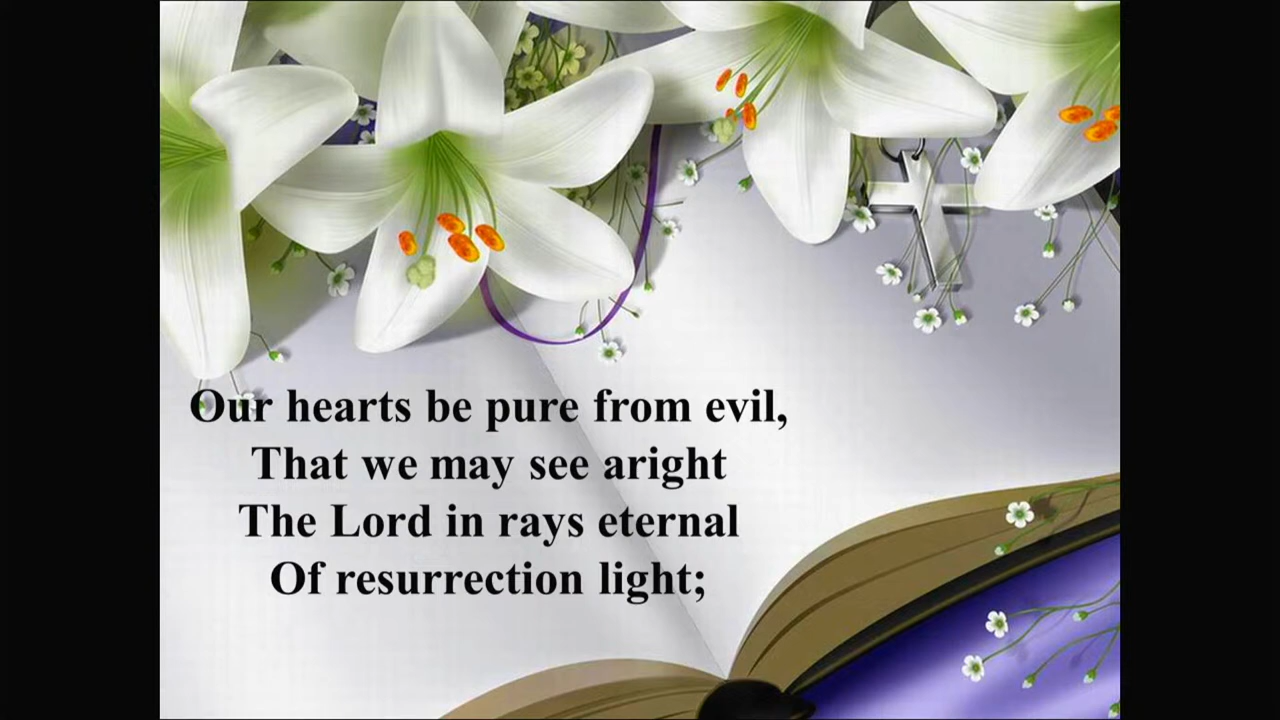 Our hearts be pure from evil,
That we may see aright
The Lord in rays eternal
Of resurrection light;